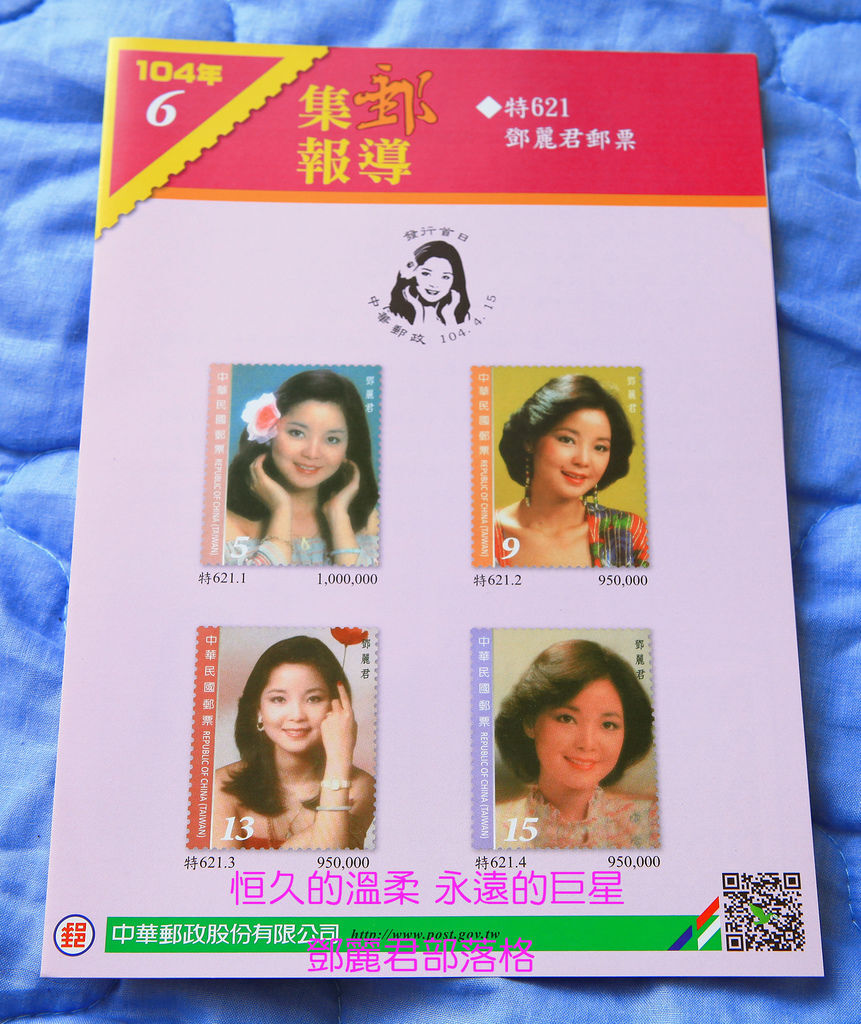 104年
6
集郵
報導
◆特621
鄧麗君郵票
發行首日
中華郵政 104.4.15
中華民國郵票 REPUBLIC OF CHINA (TAIWAN)
鄧麗君
5
特621.1 1,000,000
中華民國郵票 REPUBLIC OF CHINA (TAIWAN)
鄧麗君
9
特621.2 950,000
中華民國郵票 REPUBLIC OF CHINA (TAIWAN)
鄧麗君
13
特621.3 950,000
中華民國郵票 REPUBLIC OF CHINA (TAIWAN)
鄧麗君
15
特621.4 950,000
恒久的溫柔 永遠的巨星
郵 中華郵政股份有限公司 http://www.post.gov.tw
鄧麗君部落格